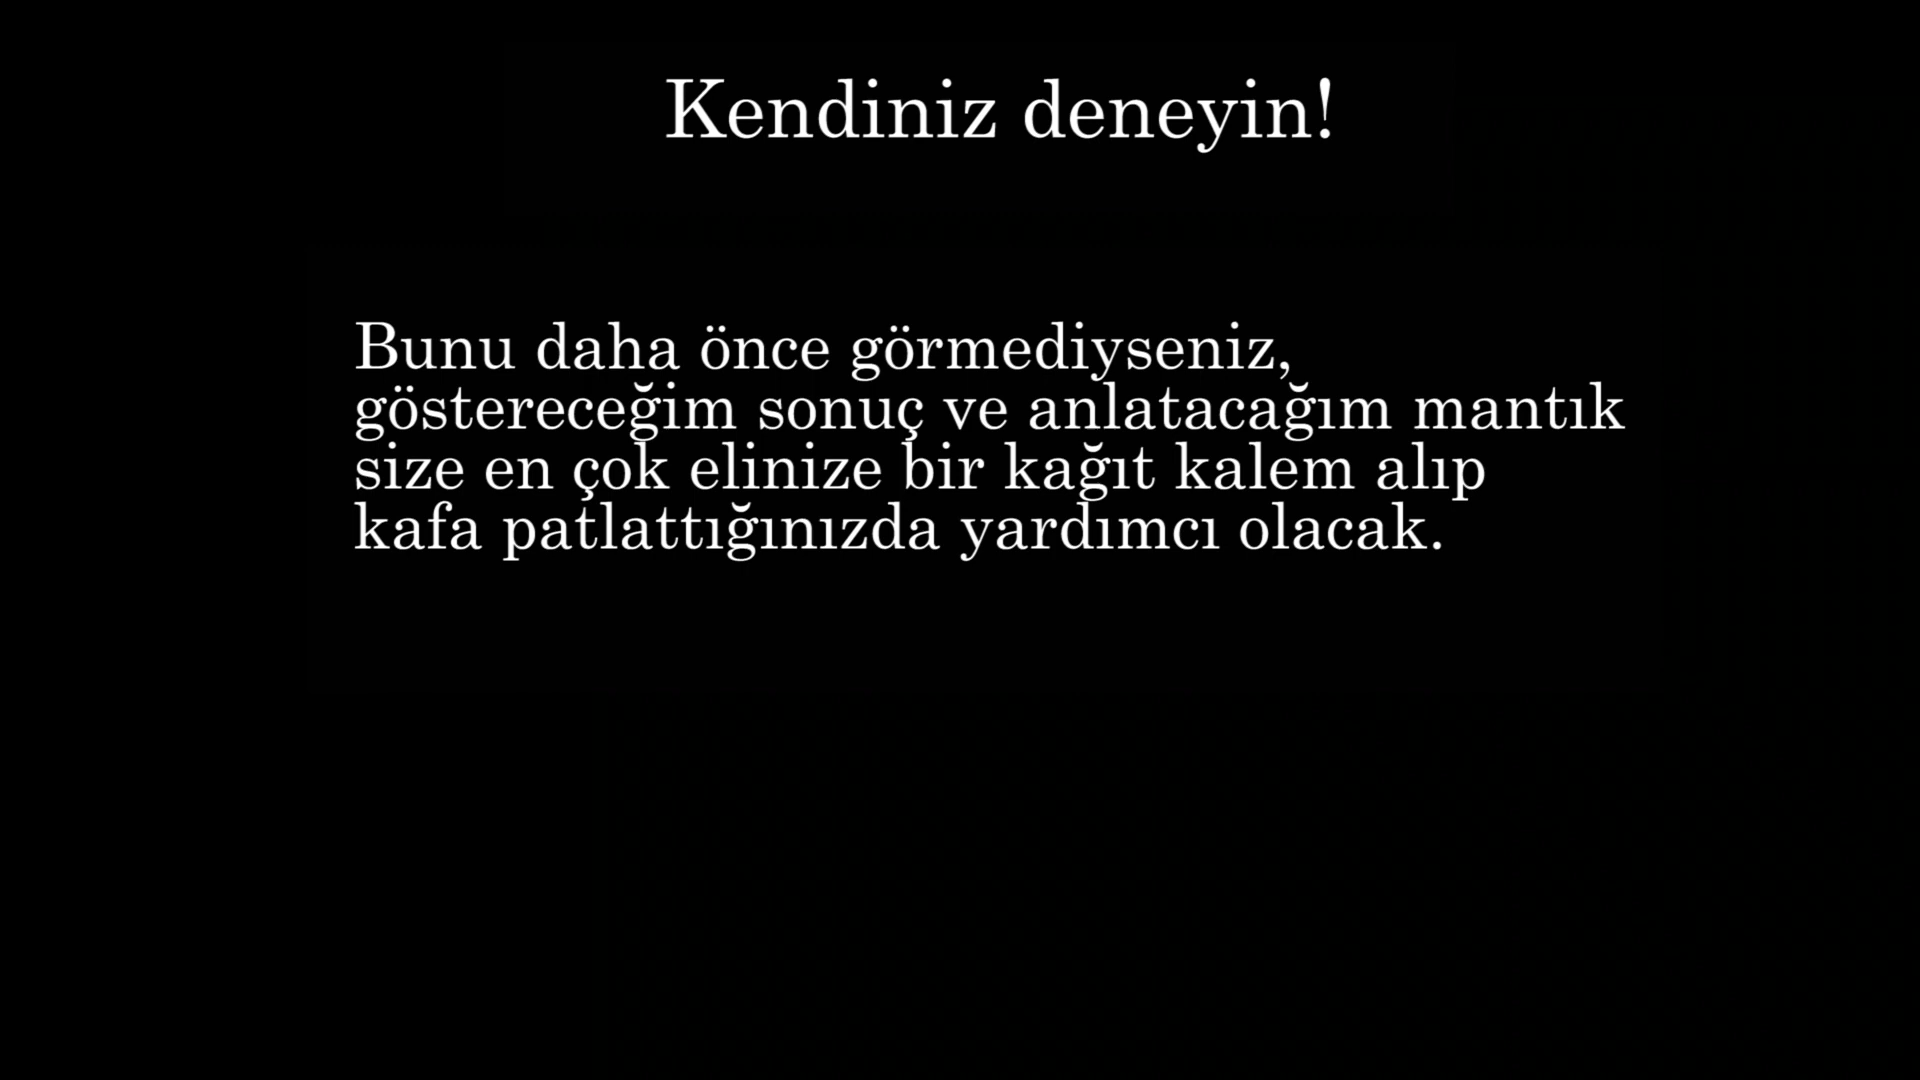 Kendiniz deneyin!
Bunu daha önce görmediyseniz,
göstereceğim sonuç ve anlatacağım mantık
size en çok elinize bir kağıt kalem alıp
kafa patlattığınızda yardımcı olacak.